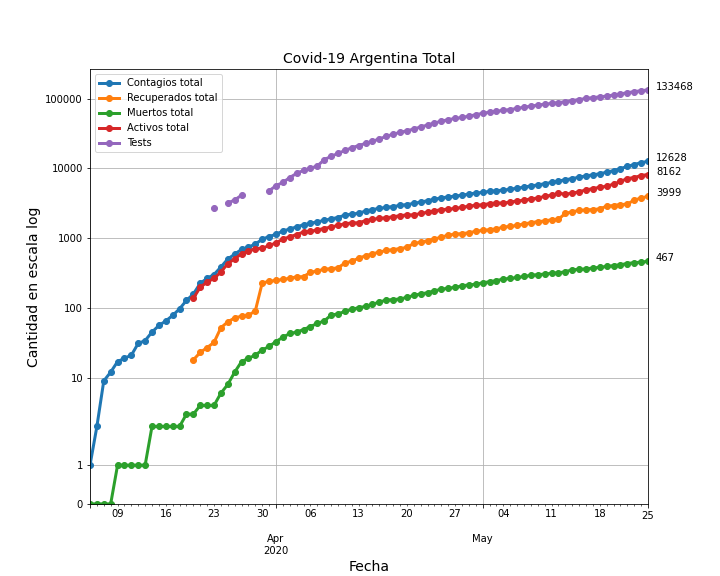 Covid-19 Argentina Total
Contagios total
Recuperados total
Muertos total
Activos total
Tests
Cantidad en escala log
100000
10000
1000
100
10
1
0
133468
12628
8162
3999
467
09 16 23 30 06 13 20 27 04 11 18 25
Apr May
2020
Fecha